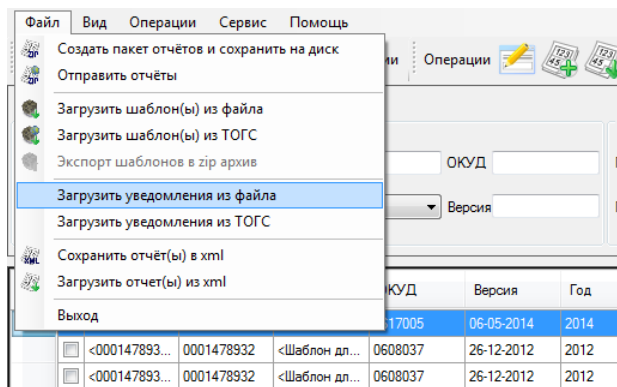 Файл Вид Операции Сервис Помощь
Создать пакет отчётов и сохранить на диск
ии Операции
Отправить отчёты
Загрузить шаблон(ы) из файла
Загрузить шаблон(ы) из ТОГС
Экспорт шаблонов в zip архив
ОКУД
Загрузить уведомления из файла
Версия
Загрузить уведомления из ТОГС
Сохранить отчёт(ы) в xml
Загрузить отчет(ы) из xml
КУД Версия Год
Выход
17005 06-05-2014 2014
<000147893... 0001478932 <Шаблон дл... 0608037 26-12-2012 2012
<000147893... 0001478932 <Шаблон дл... 0608037 26-12-2012 2012